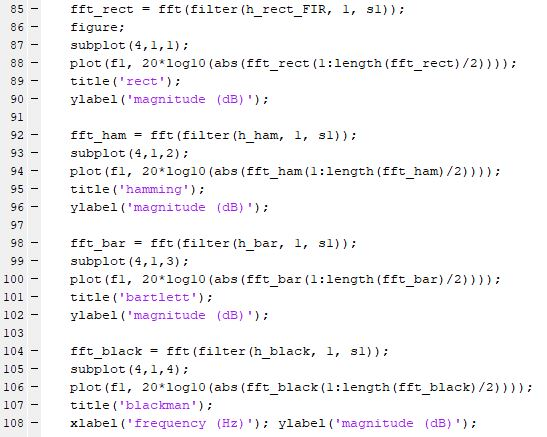 85 - fft_rect = fft(filter(h_rect_FIR, 1, s1));
86 - figure;
87 - subplot(4,1,1);
88 - plot(f1, 20*log10(abs(fft_rect(1:length(fft_rect)/2))));
89 - title('rect');
90 - ylabel('magnitude (dB)');
91
92 - fft_ham = fft(filter(h_ham, 1, s1));
93 - subplot(4,1,2);
94 - plot(f1, 20*log10(abs(fft_ham(1:length(fft_ham)/2))));
95 - title('hamming');
96 - ylabel('magnitude (dB)');
97
98 - fft_bar = fft(filter(h_bar, 1, s1));
99 - subplot(4,1,3);
100 - plot(f1, 20*log10(abs(fft_bar(1:length(fft_bar)/2))));
101 - title('bartlett');
102 - ylabel('magnitude (dB)');
103
104 - fft_black = fft(filter(h_black, 1, s1));
105 - subplot(4,1,4);
106 - plot(f1, 20*log10(abs(fft_black(1:length(fft_black)/2))));
107 - title('blackman');
108 - xlabel('frequency (Hz)'); ylabel('magnitude (dB)');